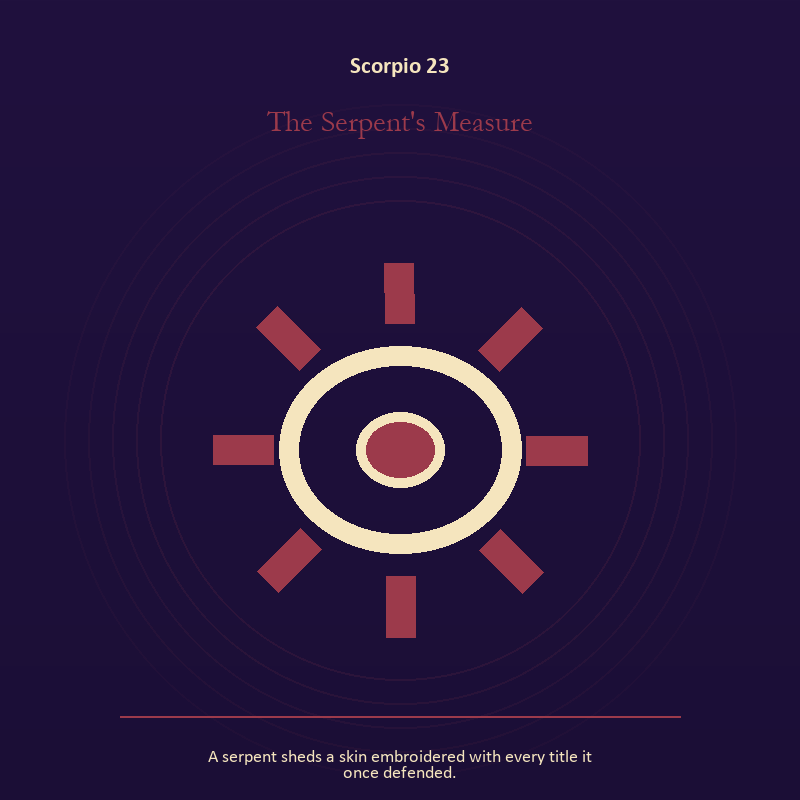 Scorpio 23
The Serpent's Measure
A serpent sheds a skin embroidered with every title it
once defended.